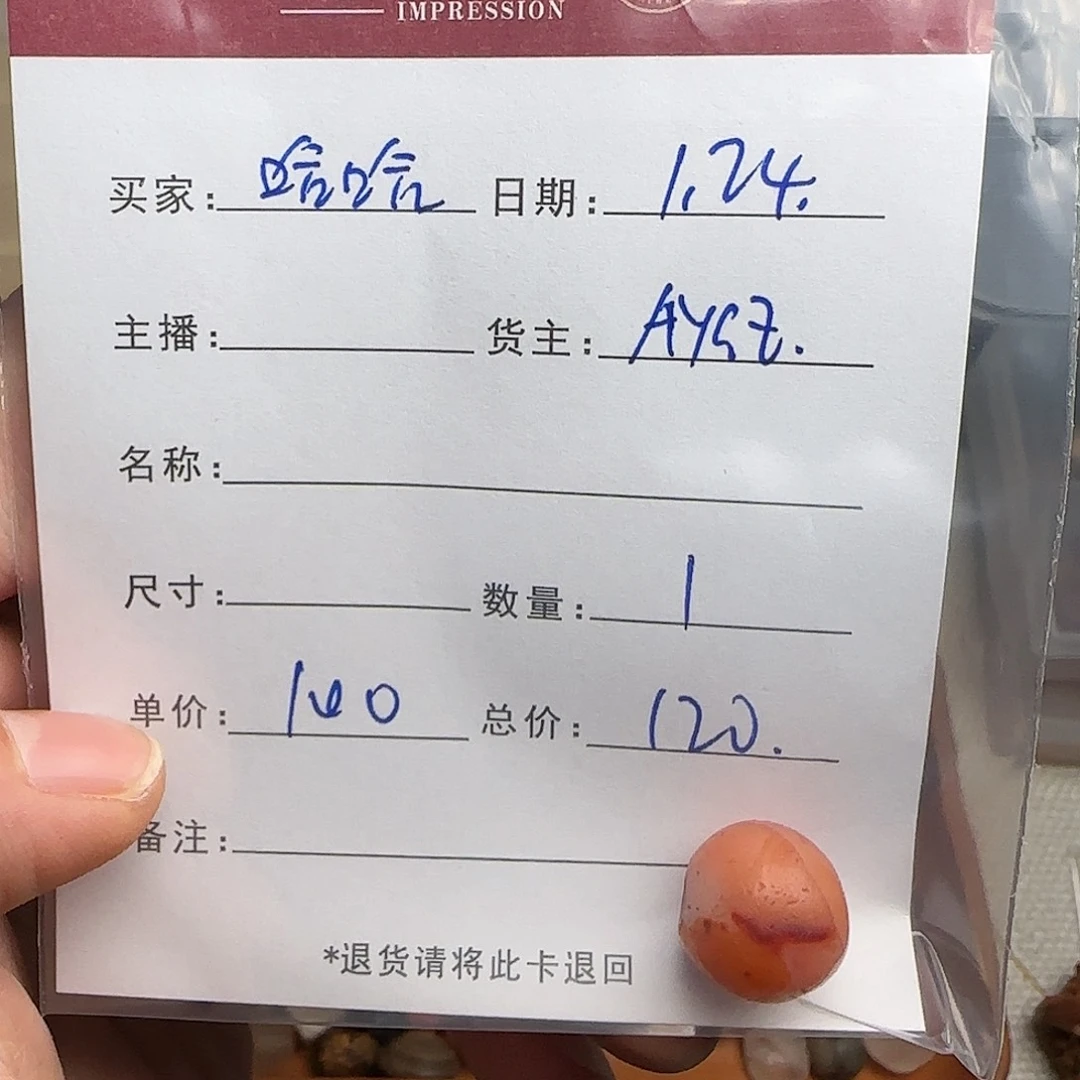 IMPRESSION
买家：哈哈 日期：1.24.
主播： 货主：AYGZ.
名称：
尺寸： 数量：1
单价：140 总价：120.
备注：
*退货请将此卡退回